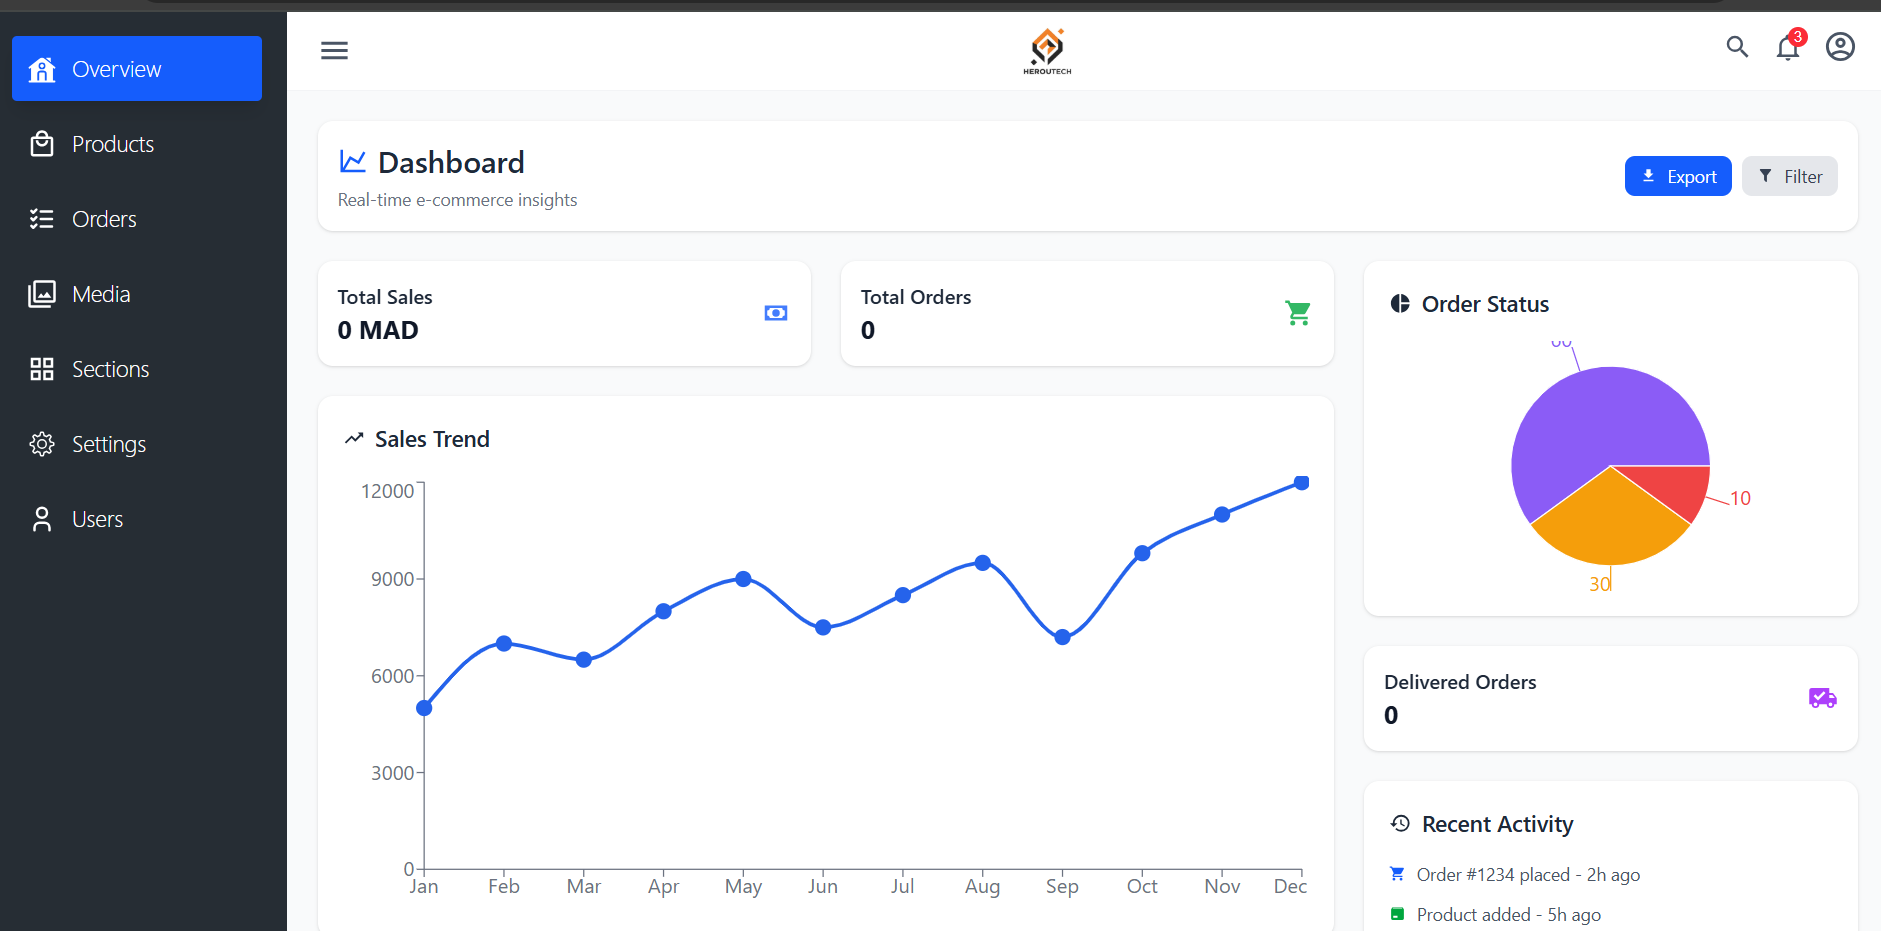 Overview
Products
Orders
Media
Sections
Settings
Users
HEROUTECH
3
Dashboard
Real-time e-commerce insights
Export
Filter
Total Sales
0 MAD
Total Orders
0
Sales Trend
12000
9000
6000
3000
0
Jan Feb Mar Apr May Jun Jul Aug Sep Oct Nov Dec
Order Status
10
30
Delivered Orders
0
Recent Activity
Order #1234 placed - 2h ago
Product added - 5h ago